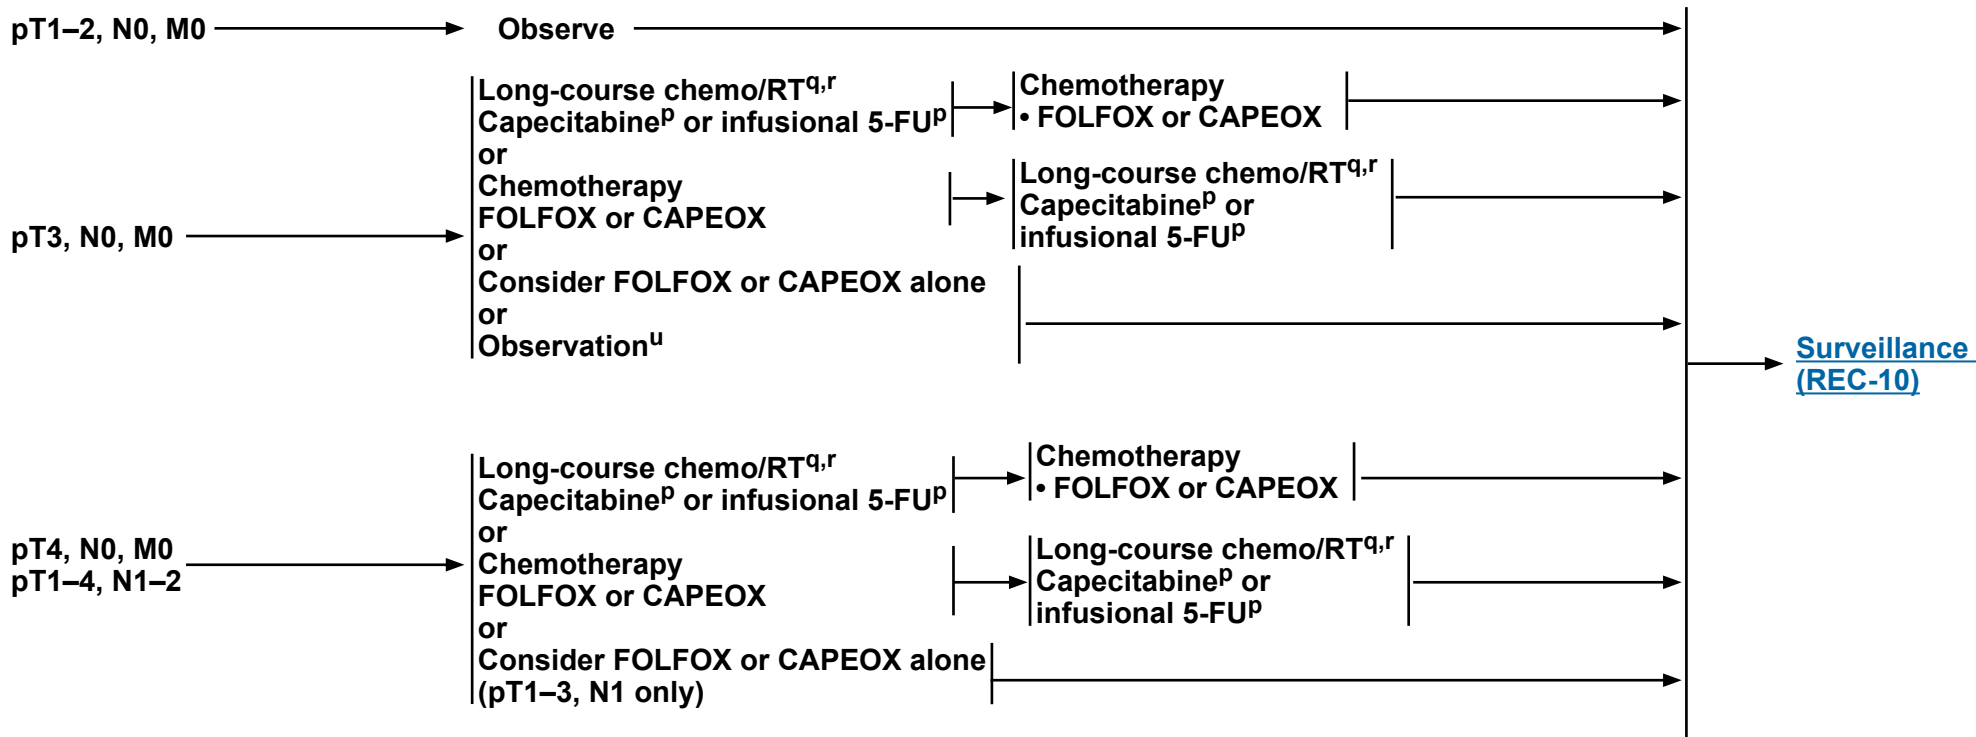 pT1–2, N0, M0
Observe
pT3, N0, M0
Long-course chemo/RTq,r
Capecitabinep or infusional 5-FUp
or
Chemotherapy
FOLFOX or CAPEOX
or
Consider FOLFOX or CAPEOX alone
or
Observationu
Chemotherapy
• FOLFOX or CAPEOX
Long-course chemo/RTq,r
Capecitabinep or
infusional 5-FUp
pT4, N0, M0
pT1–4, N1–2
Long-course chemo/RTq,r
Capecitabinep or infusional 5-FUp
or
Chemotherapy
FOLFOX or CAPEOX
or
Consider FOLFOX or CAPEOX alone
(pT1–3, N1 only)
Chemotherapy
• FOLFOX or CAPEOX
Long-course chemo/RTq,r
Capecitabinep or
infusional 5-FUp
Surveillance
(REC-10)